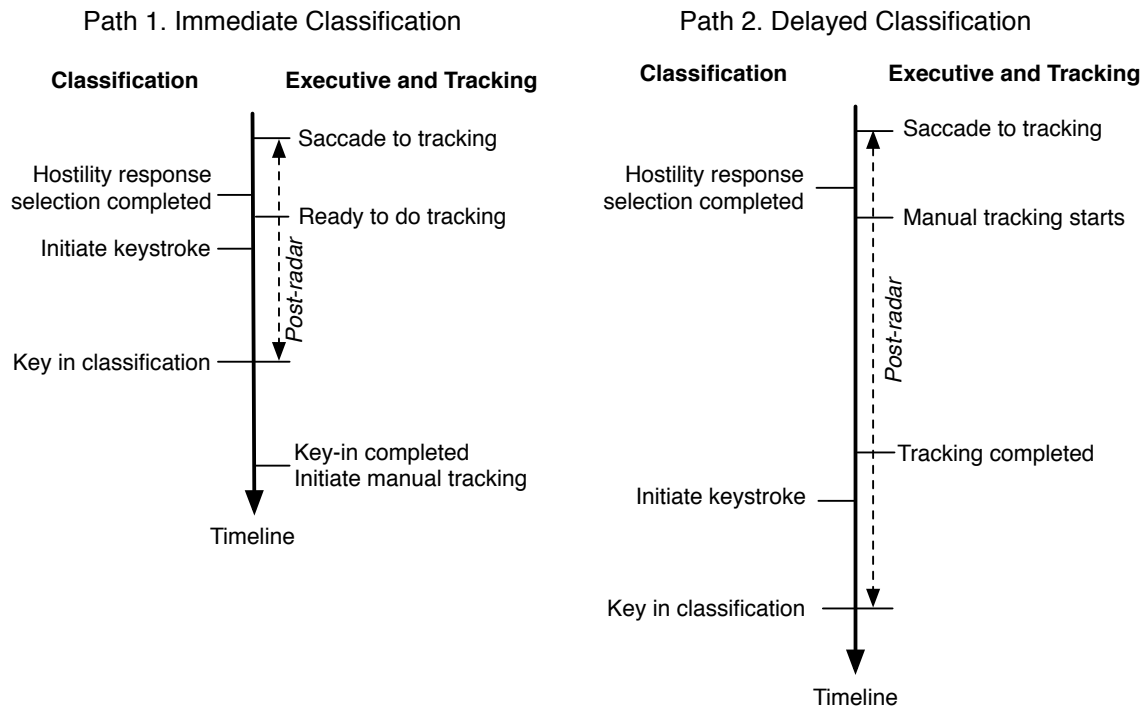 Path 1. Immediate Classification
Classification
Executive and Tracking
Saccade to tracking
Hostility response
selection completed
Ready to do tracking
Initiate keystroke
Post-radar
Key in classification
Key-in completed
Initiate manual tracking
Timeline
Path 2. Delayed Classification
Classification
Executive and Tracking
Saccade to tracking
Hostility response
selection completed
Manual tracking starts
Post-radar
Tracking completed
Initiate keystroke
Key in classification
Timeline